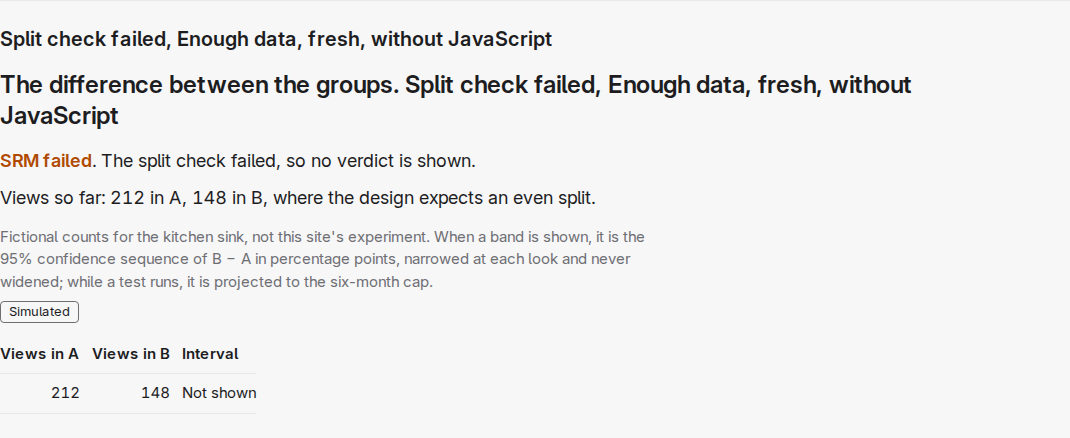 Split check failed, Enough data, fresh, without JavaScript
The difference between the groups. Split check failed, Enough data, fresh, without
JavaScript
SRM failed. The split check failed, so no verdict is shown.
Views so far: 212 in A, 148 in B, where the design expects an even split.
Fictional counts for the kitchen sink, not this site's experiment. When a band is shown, it is the
95% confidence sequence of B − A in percentage points, narrowed at each look and never
widened; while a test runs, it is projected to the six-month cap.
Simulated
Views in A Views in B Interval
212 148 Not shown